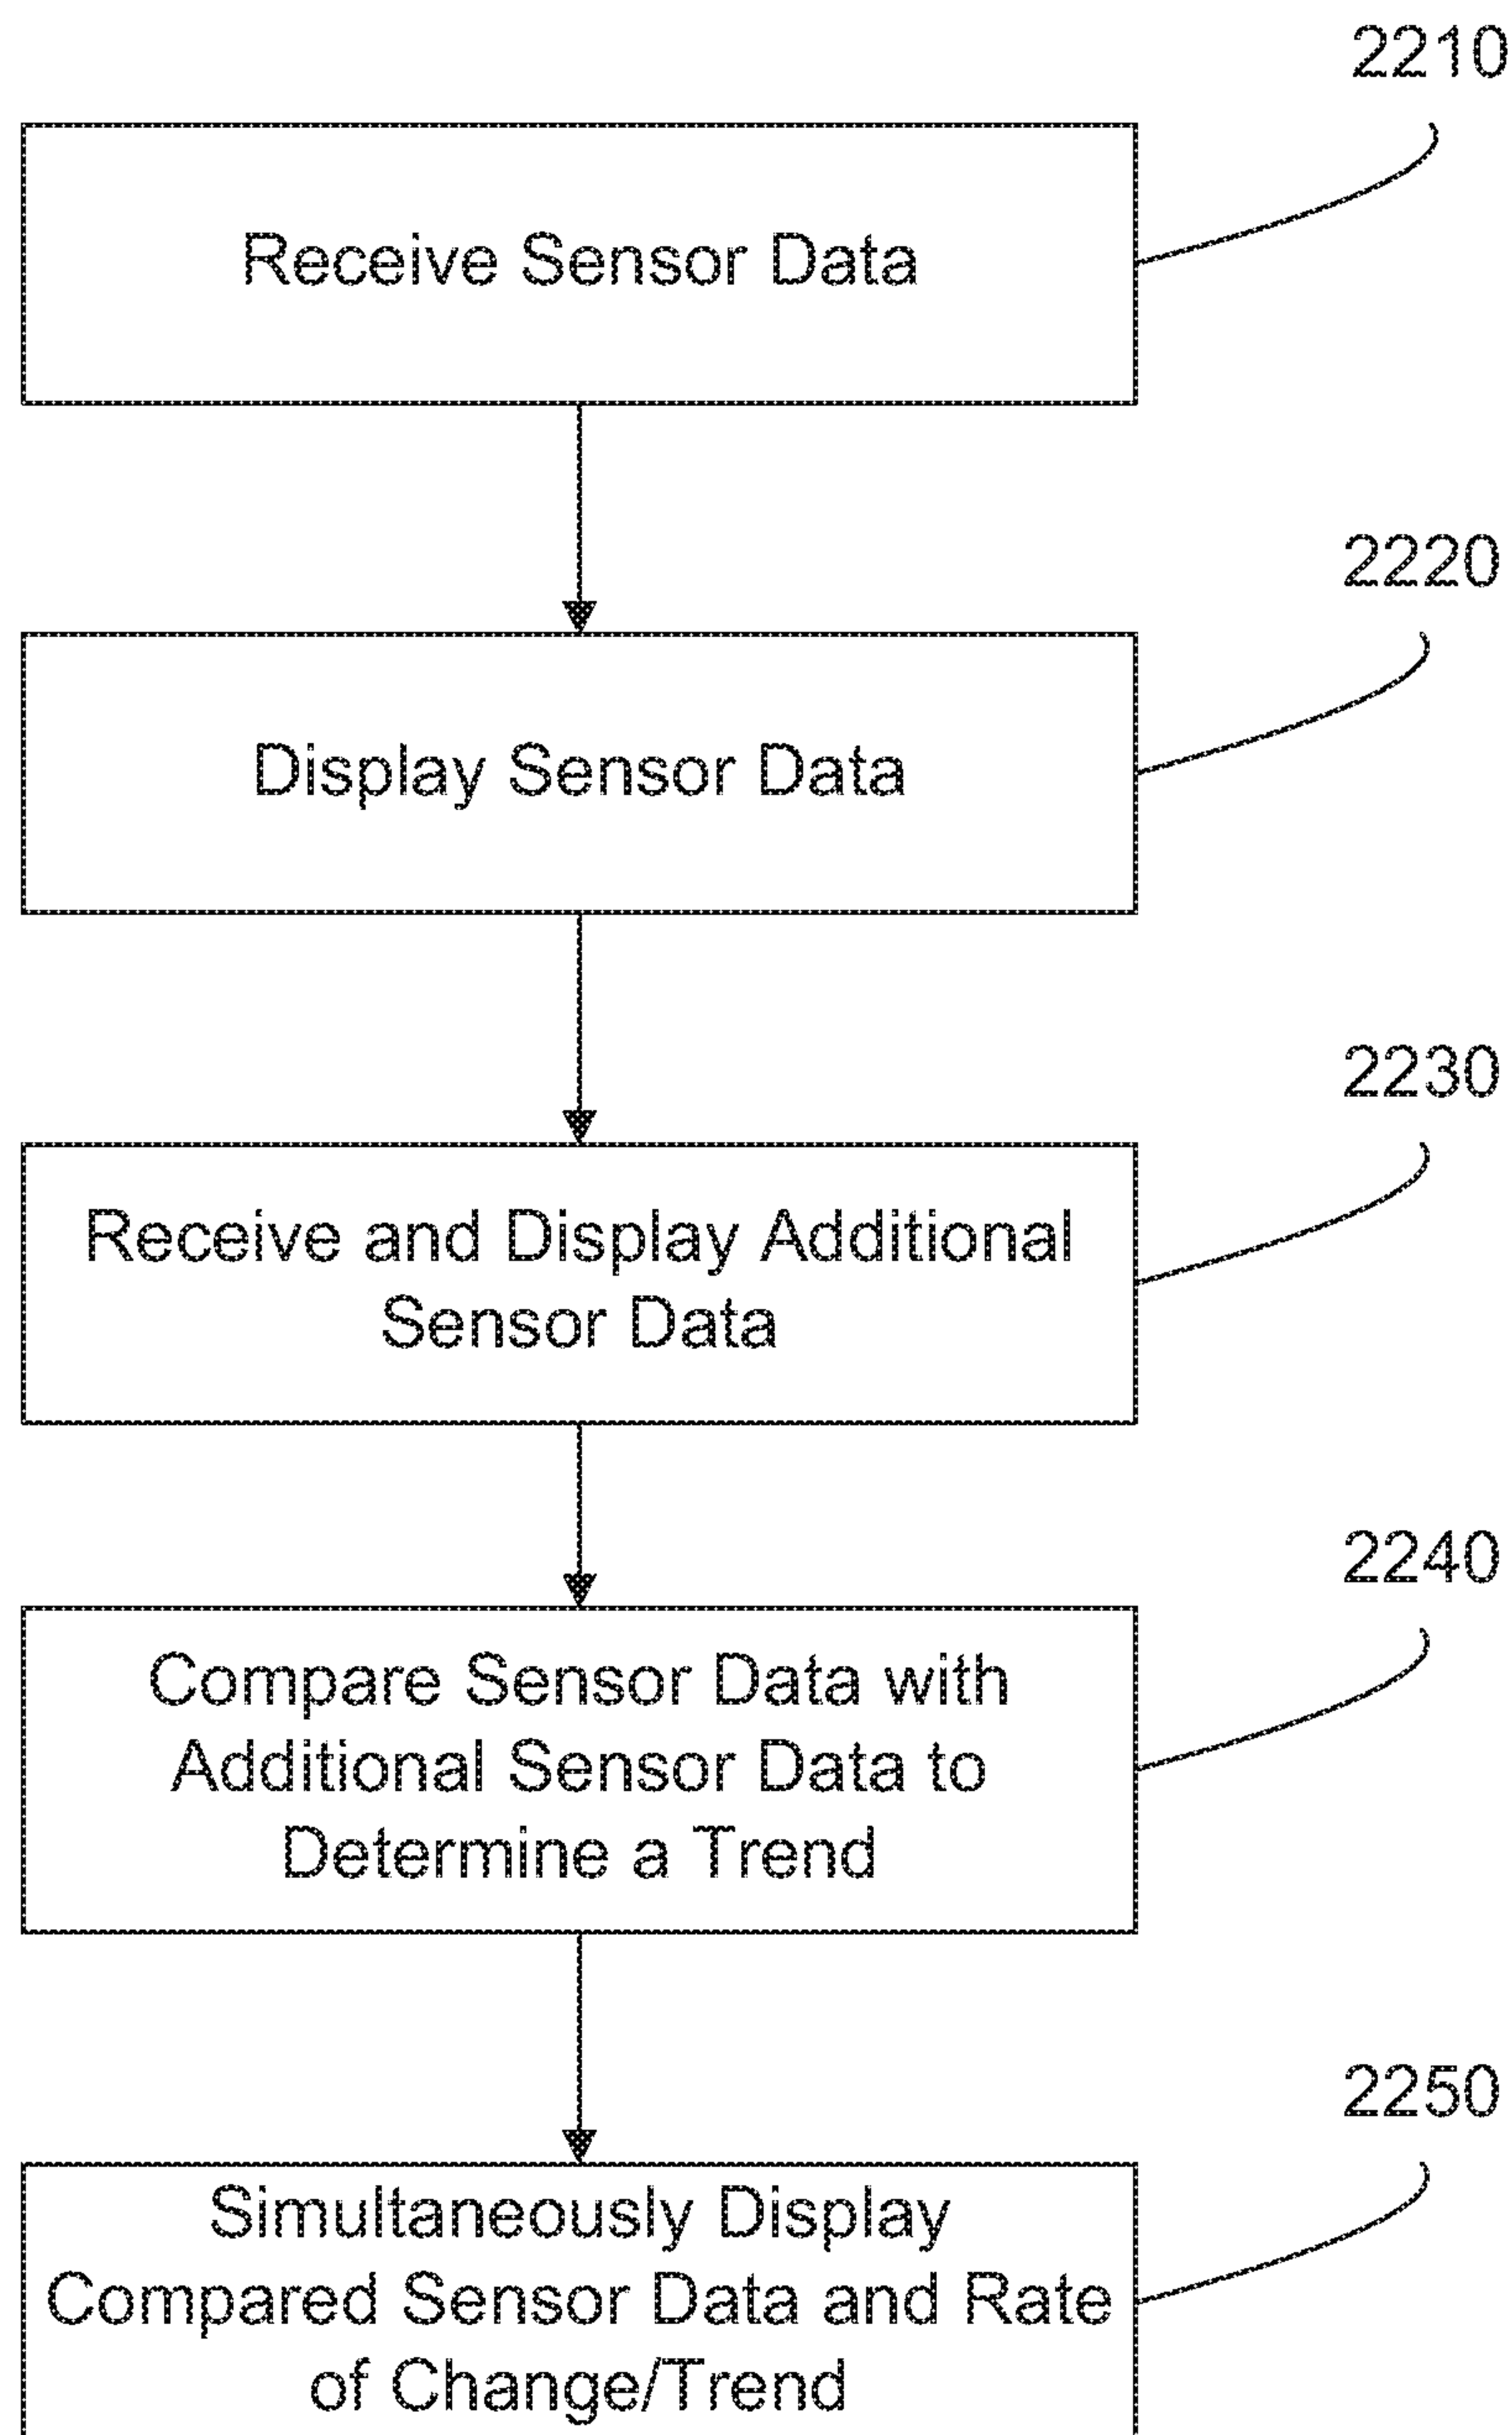 2210
Receive Sensor Data
2220
Display Sensor Data
2230
Receive and Display Additional
Sensor Data
2240
Compare Sensor Data with
Additional Sensor Data to
Determine a Trend
2250
Simultaneously Display
Compared Sensor Data and Rate
of Change/Trend